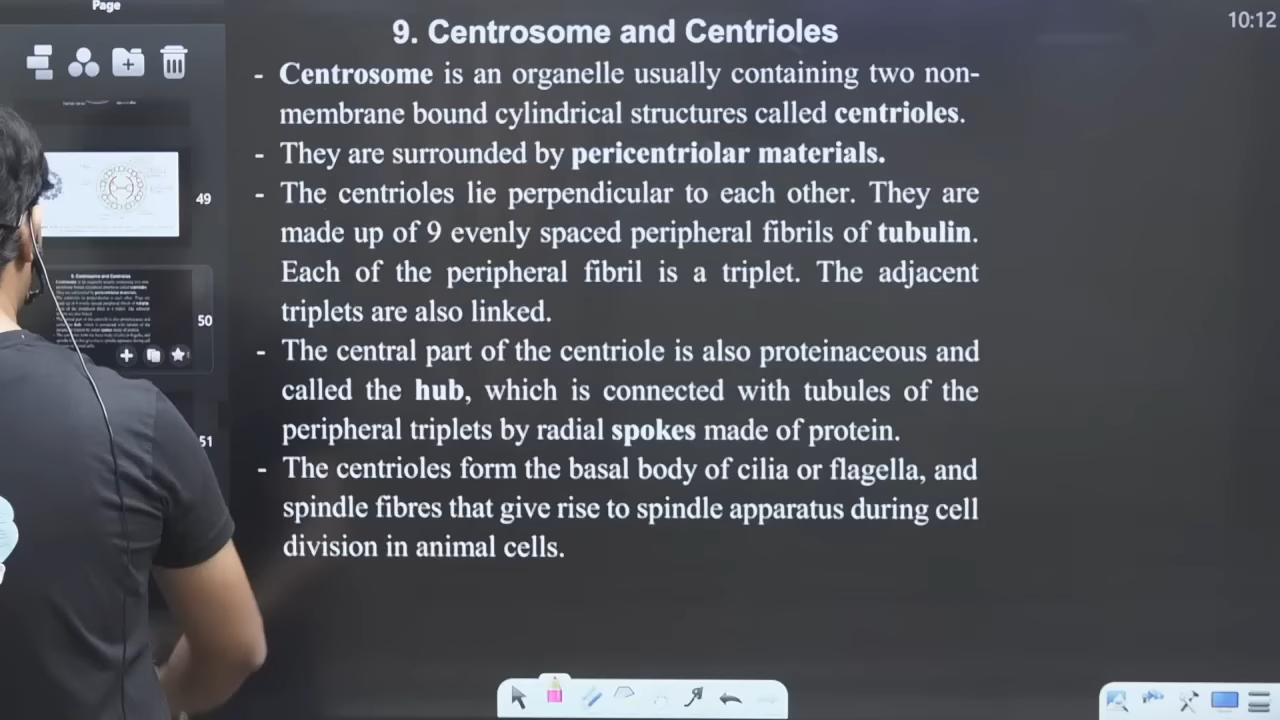 Page
10:12
9. Centrosome and Centrioles
- Centrosome is an organelle usually containing two non-
membrane bound cylindrical structures called centrioles.
- They are surrounded by pericentriolar materials.
- The centrioles lie perpendicular to each other. They are
made up of 9 evenly spaced peripheral fibrils of tubulin.
Each of the peripheral fibril is a triplet. The adjacent
triplets are also linked.
- The central part of the centriole is also proteinaceous and
called the hub, which is connected with tubules of the
peripheral triplets by radial spokes made of protein.
- The centrioles form the basal body of cilia or flagella, and
spindle fibres that give rise to spindle apparatus during cell
division in animal cells.
49
9. Centrosome and Centrioles
50
51